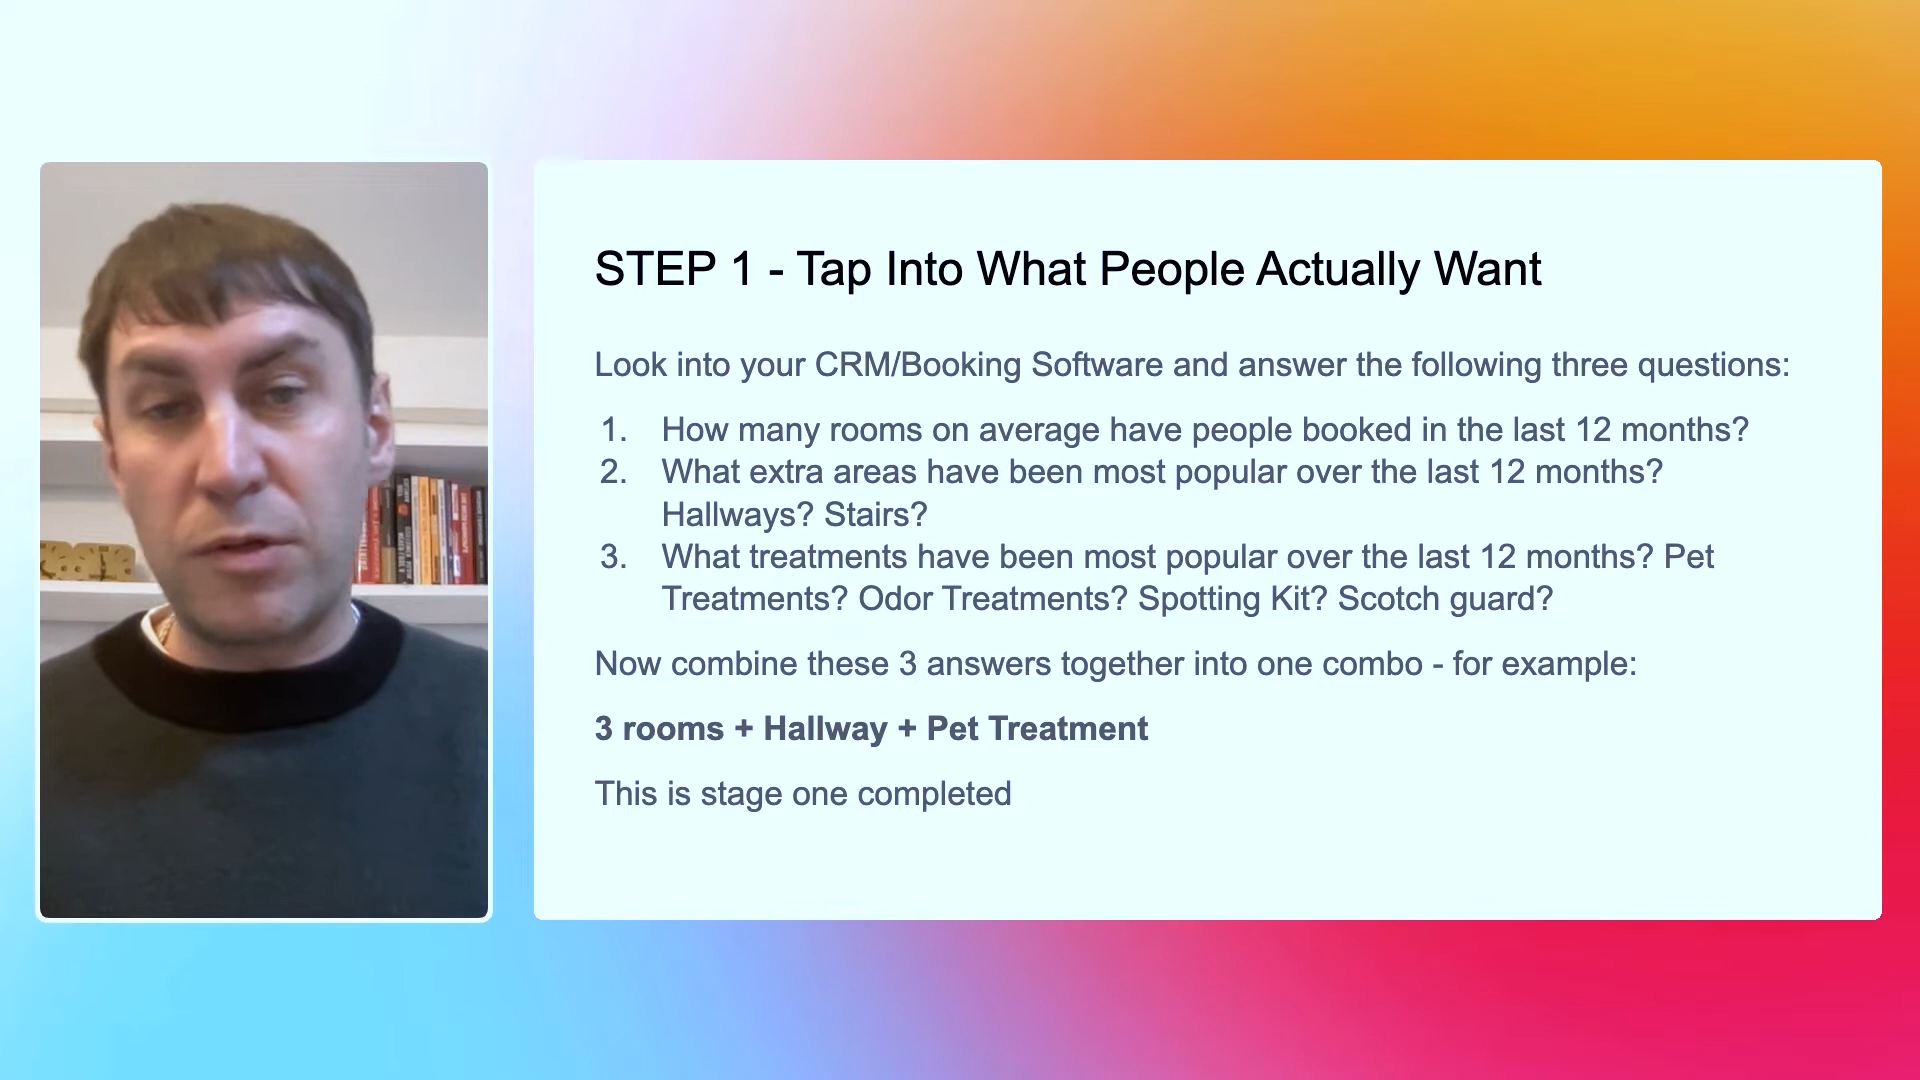 STEP 1 - Tap Into What People Actually Want
Look into your CRM/Booking Software and answer the following three questions:
1. How many rooms on average have people booked in the last 12 months?
2. What extra areas have been most popular over the last 12 months?
Hallways? Stairs?
3. What treatments have been most popular over the last 12 months? Pet
Treatments? Odor Treatments? Spotting Kit? Scotch guard?
Now combine these 3 answers together into one combo - for example:
3 rooms + Hallway + Pet Treatment
This is stage one completed